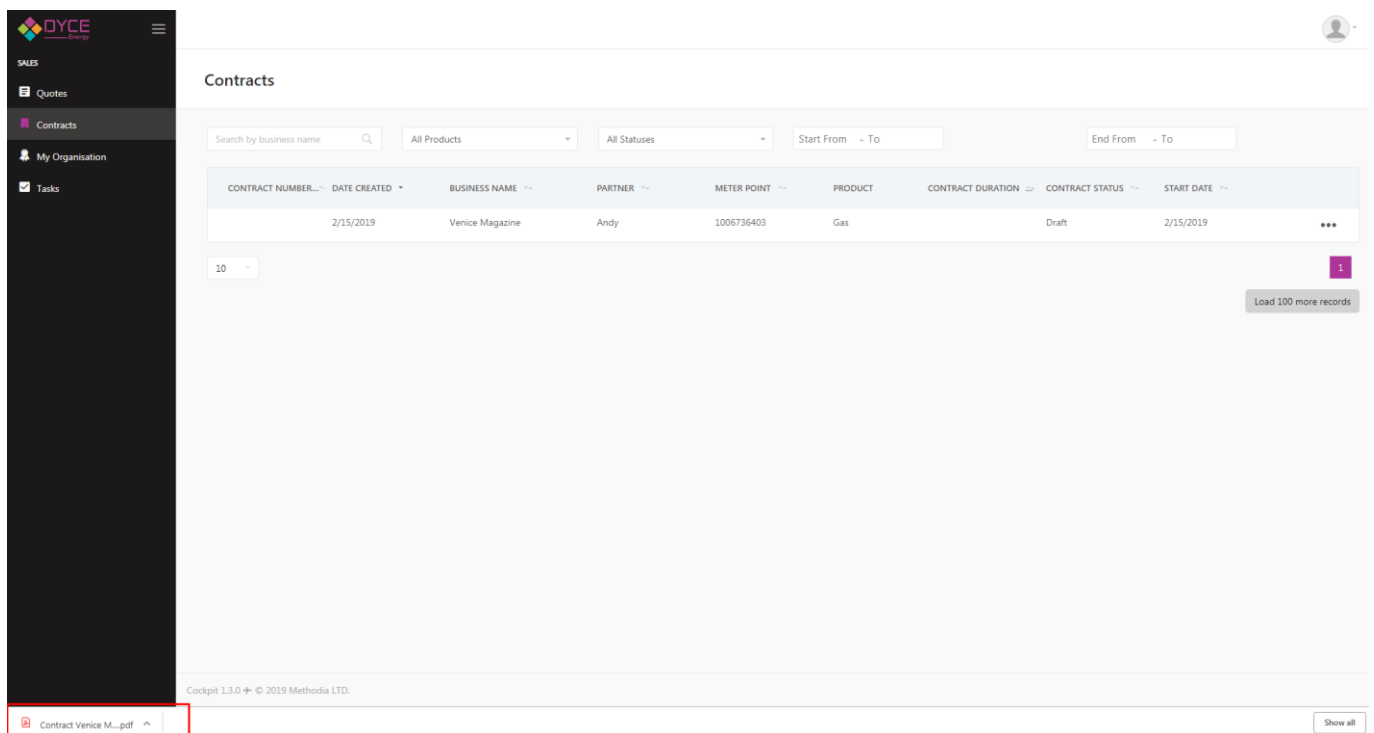 DYCE
Energy
SALES
Quotes
Contracts
My Organisation
Tasks
Contracts
Search by business name
All Products
All Statuses
Start From - To
End From - To
CONTRACT NUMBER... DATE CREATED BUSINESS NAME PARTNER METER POINT PRODUCT CONTRACT DURATION CONTRACT STATUS START DATE
2/15/2019 Venice Magazine Andy 1006736403 Gas Draft 2/15/2019 •••
10
1
Load 100 more records
Cockpit 1.3.0 © 2019 Methodia LTD.
Contract Venice M....pdf
Show all